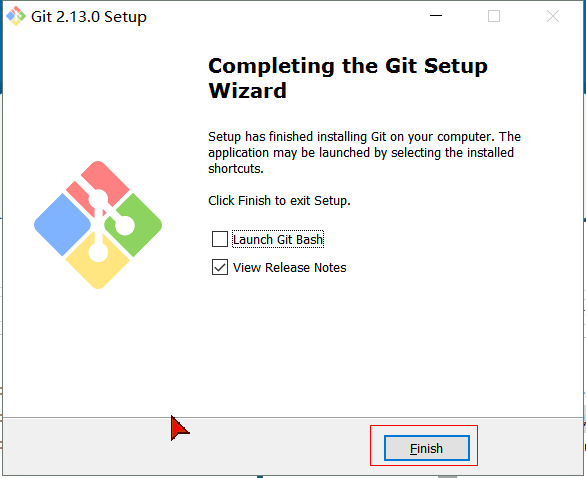 Git 2.13.0 Setup
Completing the Git Setup
Wizard
Setup has finished installing Git on your computer. The
application may be launched by selecting the installed
shortcuts.
Click Finish to exit Setup.
Launch Git Bash
View Release Notes
Finish